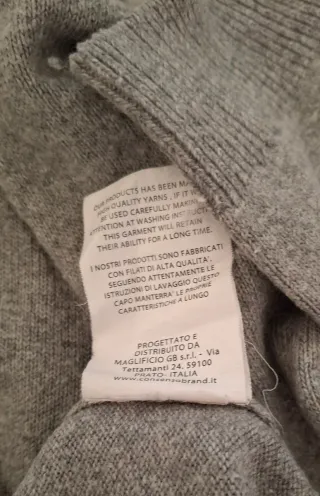 OUR PRODUCTS HAS BEEN MA
HIGH QUALITY YARNS , IF IT W
BE USED CAREFULLY MAKIN
ATTENTION AT WASHING INSTRUCTI
THIS GARMENT WILL RETAIN
THEIR ABILITY FOR A LONG TIME.
I NOSTRI PRODOTTI SONO FABBRICATI
CON FILATI DI ALTA QUALITA',
SEGUENDO ATTENTAMENTE LE
ISTRUZIONI DI LAVAGGIO QUESTO
CAPO MANTERRA' LE PROPRIE
CARATTERISTICHE A LUNGO
PROGETTATO E
DISTRIBUITO DA
MAGLIFICIO GB s.r.l. - Via
Tettamanti 24, 59100
PRATO- ITALIA
www.consensobrand.it